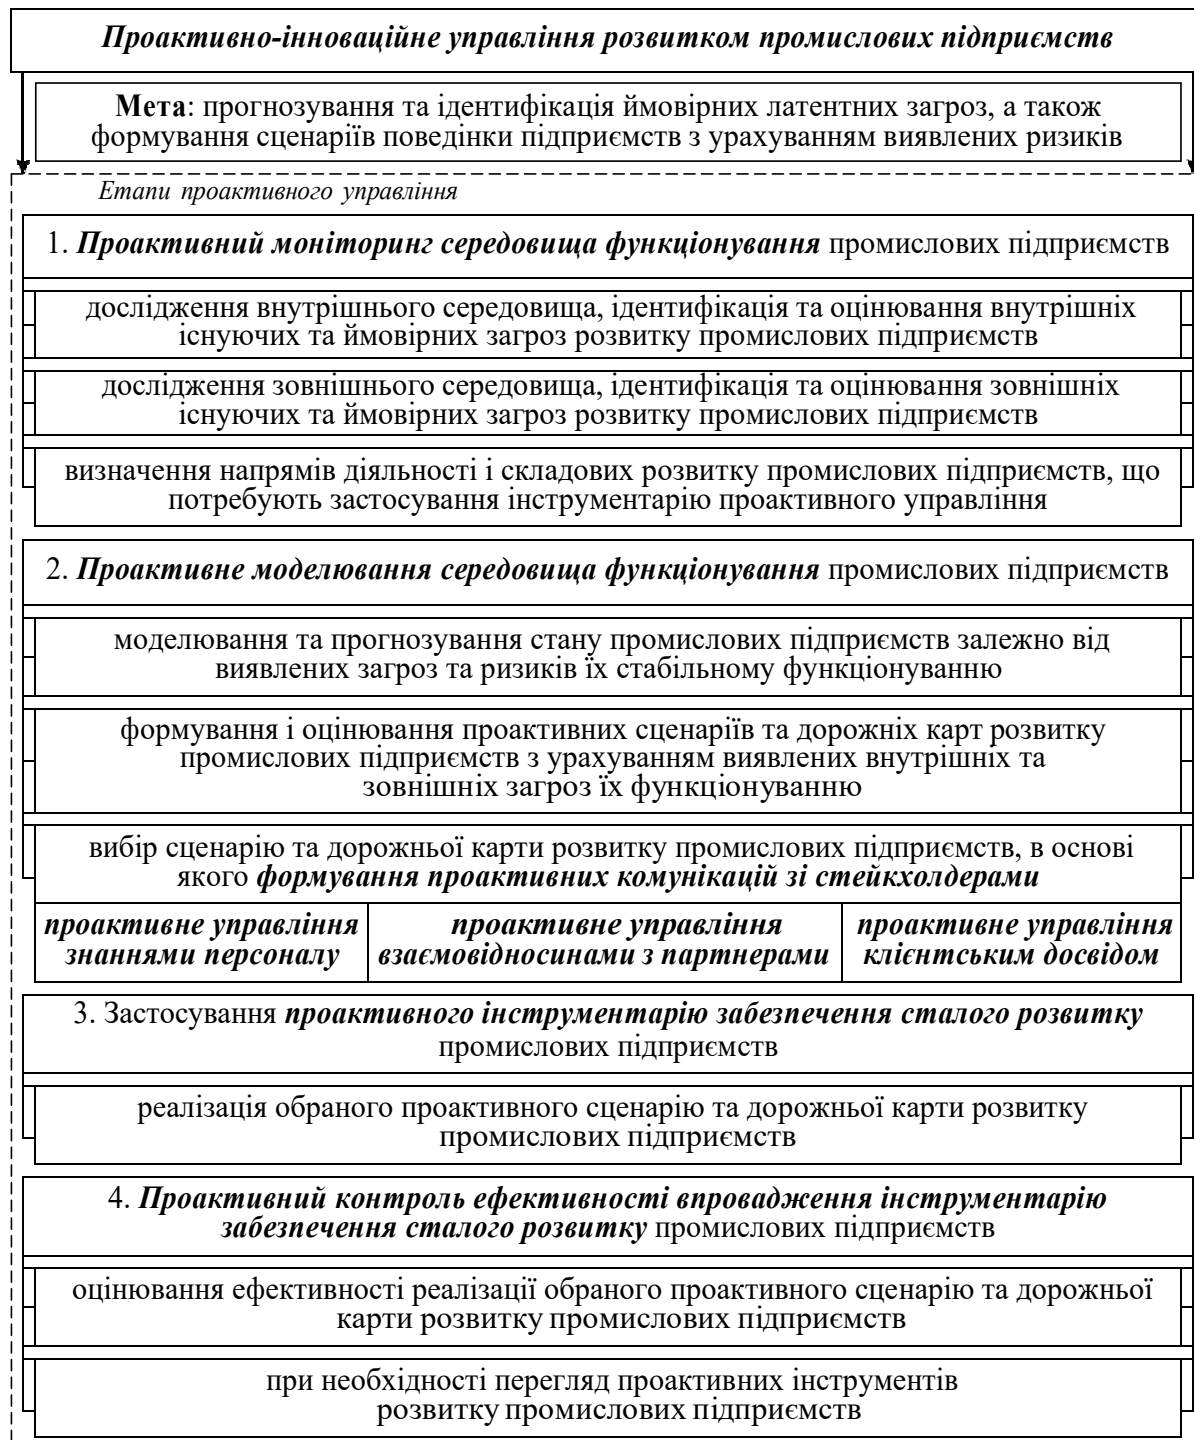 Проактивно-інноваційне управління розвитком промислових підприємств
Мета: прогнозування та ідентифікація ймовірних латентних загроз, а також
формування сценаріїв поведінки підприємств з урахуванням виявлених ризиків
Етапи проактивного управління
1. Проактивний моніторинг середовища функціонування промислових підприємств
дослідження внутрішнього середовища, ідентифікація та оцінювання внутрішніх
існуючих та ймовірних загроз розвитку промислових підприємств
дослідження зовнішнього середовища, ідентифікація та оцінювання зовнішніх
існуючих та ймовірних загроз розвитку промислових підприємств
визначення напрямів діяльності і складових розвитку промислових підприємств, що
потребують застосування інструментарію проактивного управління
2. Проактивне моделювання середовища функціонування промислових підприємств
моделювання та прогнозування стану промислових підприємств залежно від
виявлених загроз та ризиків їх стабільному функціонуванню
формування і оцінювання проактивних сценаріїв та дорожніх карт розвитку
промислових підприємств з урахуванням виявлених внутрішніх та
зовнішніх загроз їх функціонуванню
вибір сценарію та дорожньої карти розвитку промислових підприємств, в основі
якого формування проактивних комунікацій зі стейкхолдерами
проактивне управління
знаннями персоналу
проактивне управління
взаємовідносинами з партнерами
проактивне управління
клієнтським досвідом
3. Застосування проактивного інструментарію забезпечення сталого розвитку
промислових підприємств
реалізація обраного проактивного сценарію та дорожньої карти розвитку
промислових підприємств
4. Проактивний контроль ефективності впровадження інструментарію
забезпечення сталого розвитку промислових підприємств
оцінювання ефективності реалізації обраного проактивного сценарію та дорожньої
карти розвитку промислових підприємств
при необхідності перегляд проактивних інструментів
розвитку промислових підприємств